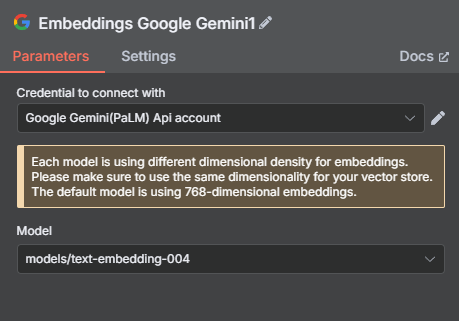 Embeddings Google Gemini1
Parameters Settings Docs
Credential to connect with
Google Gemini(PaLM) Api account
Each model is using different dimensional density for embeddings.
Please make sure to use the same dimensionality for your vector store.
The default model is using 768-dimensional embeddings.
Model
models/text-embedding-004